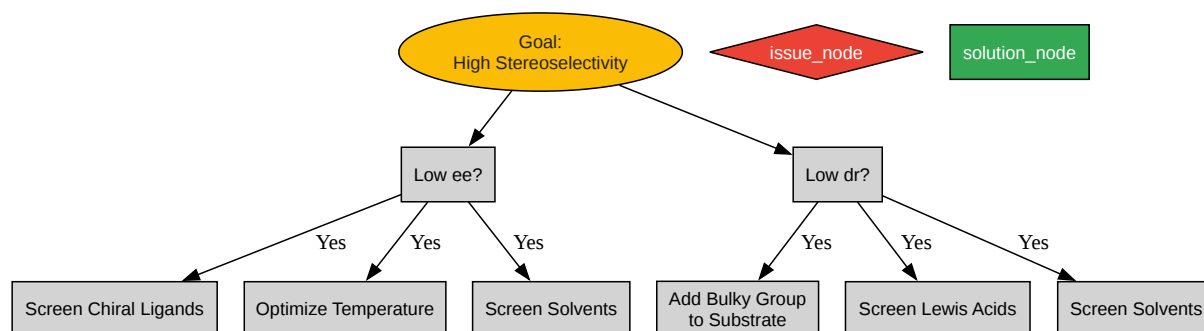 Goal:
High Stereoselectivity
issue_node
solution_node
Low ee?
Low dr?
Yes
Yes
Yes
Yes
Yes
Yes
Screen Chiral Ligands
Optimize Temperature
Screen Solvents
Add Bulky Group
to Substrate
Screen Lewis Acids
Screen Solvents